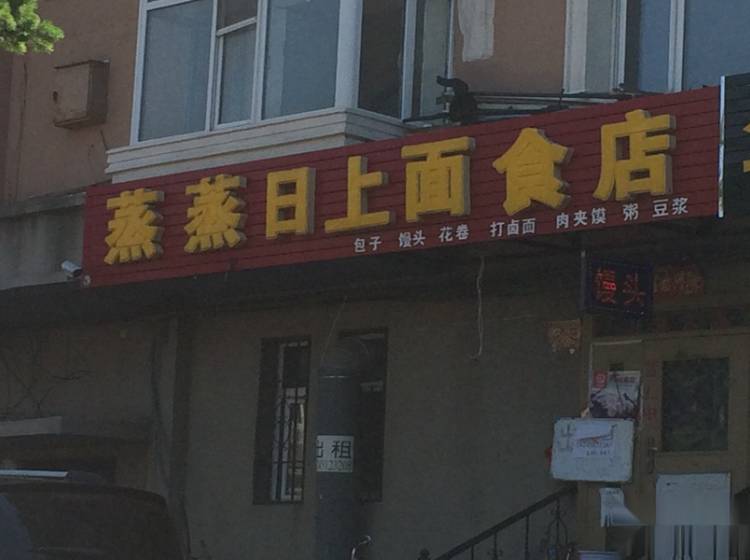 蒸蒸日上面食店
包子 馒头 花卷 打卤面 肉夹馍 粥 豆浆
馒头
出租